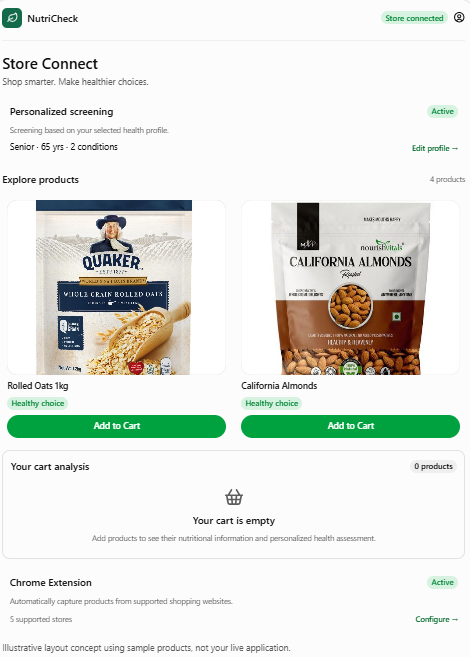 NutriCheck
Store connected
Store Connect
Shop smarter. Make healthier choices.
Personalized screening
Active
Screening based on your selected health profile.
Senior · 65 yrs · 2 conditions
Edit profile →
Explore products
4 products
QUAKER
WHOLE GRAIN ROLLED OATS
nourishvitals
CALIFORNIA ALMONDS
Roasted
HEALTHY & HEAVENLY
Rolled Oats 1kg
California Almonds
Healthy choice
Healthy choice
Add to Cart
Add to Cart
Your cart analysis
0 products
Your cart is empty
Add products to see their nutritional information and personalized health assessment.
Chrome Extension
Active
Automatically capture products from supported shopping websites.
5 supported stores
Configure →
Illustrative layout concept using sample products, not your live application.